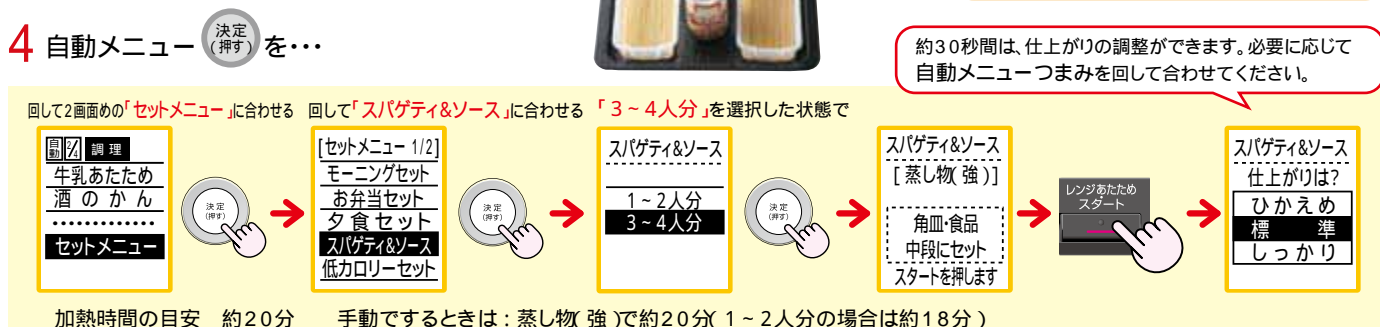 4 自動メニュー 決定(押す) を・・・
約30秒間は、仕上がりの調整ができます。必要に応じて
自動メニューつまみを回して合わせてください。
回して2画面めの「セットメニュー」に合わせる
自動 2/4 調理
牛乳あたため
酒のかん
・・・・・・・・・・・・・
セットメニュー
決定
(押す)
回して「スパゲティ&ソース」に合わせる
[セットメニュー 1/2]
モーニングセット
お弁当セット
夕食セット
スパゲティ&ソース
低カロリーセット
決定
(押す)
「3~4人分」を選択した状態で
スパゲティ&ソース
1~2人分
3~4人分
決定
(押す)
スパゲティ&ソース
[蒸し物(強)]
角皿・食品
中段にセット
スタートを押します
レンジあたため
スタート
スパゲティ&ソース
仕上がりは?
ひかえめ
標 準
しっかり
加熱時間の目安 約20分 手動でするときは:蒸し物(強)で約20分(1~2人分の場合は約18分)